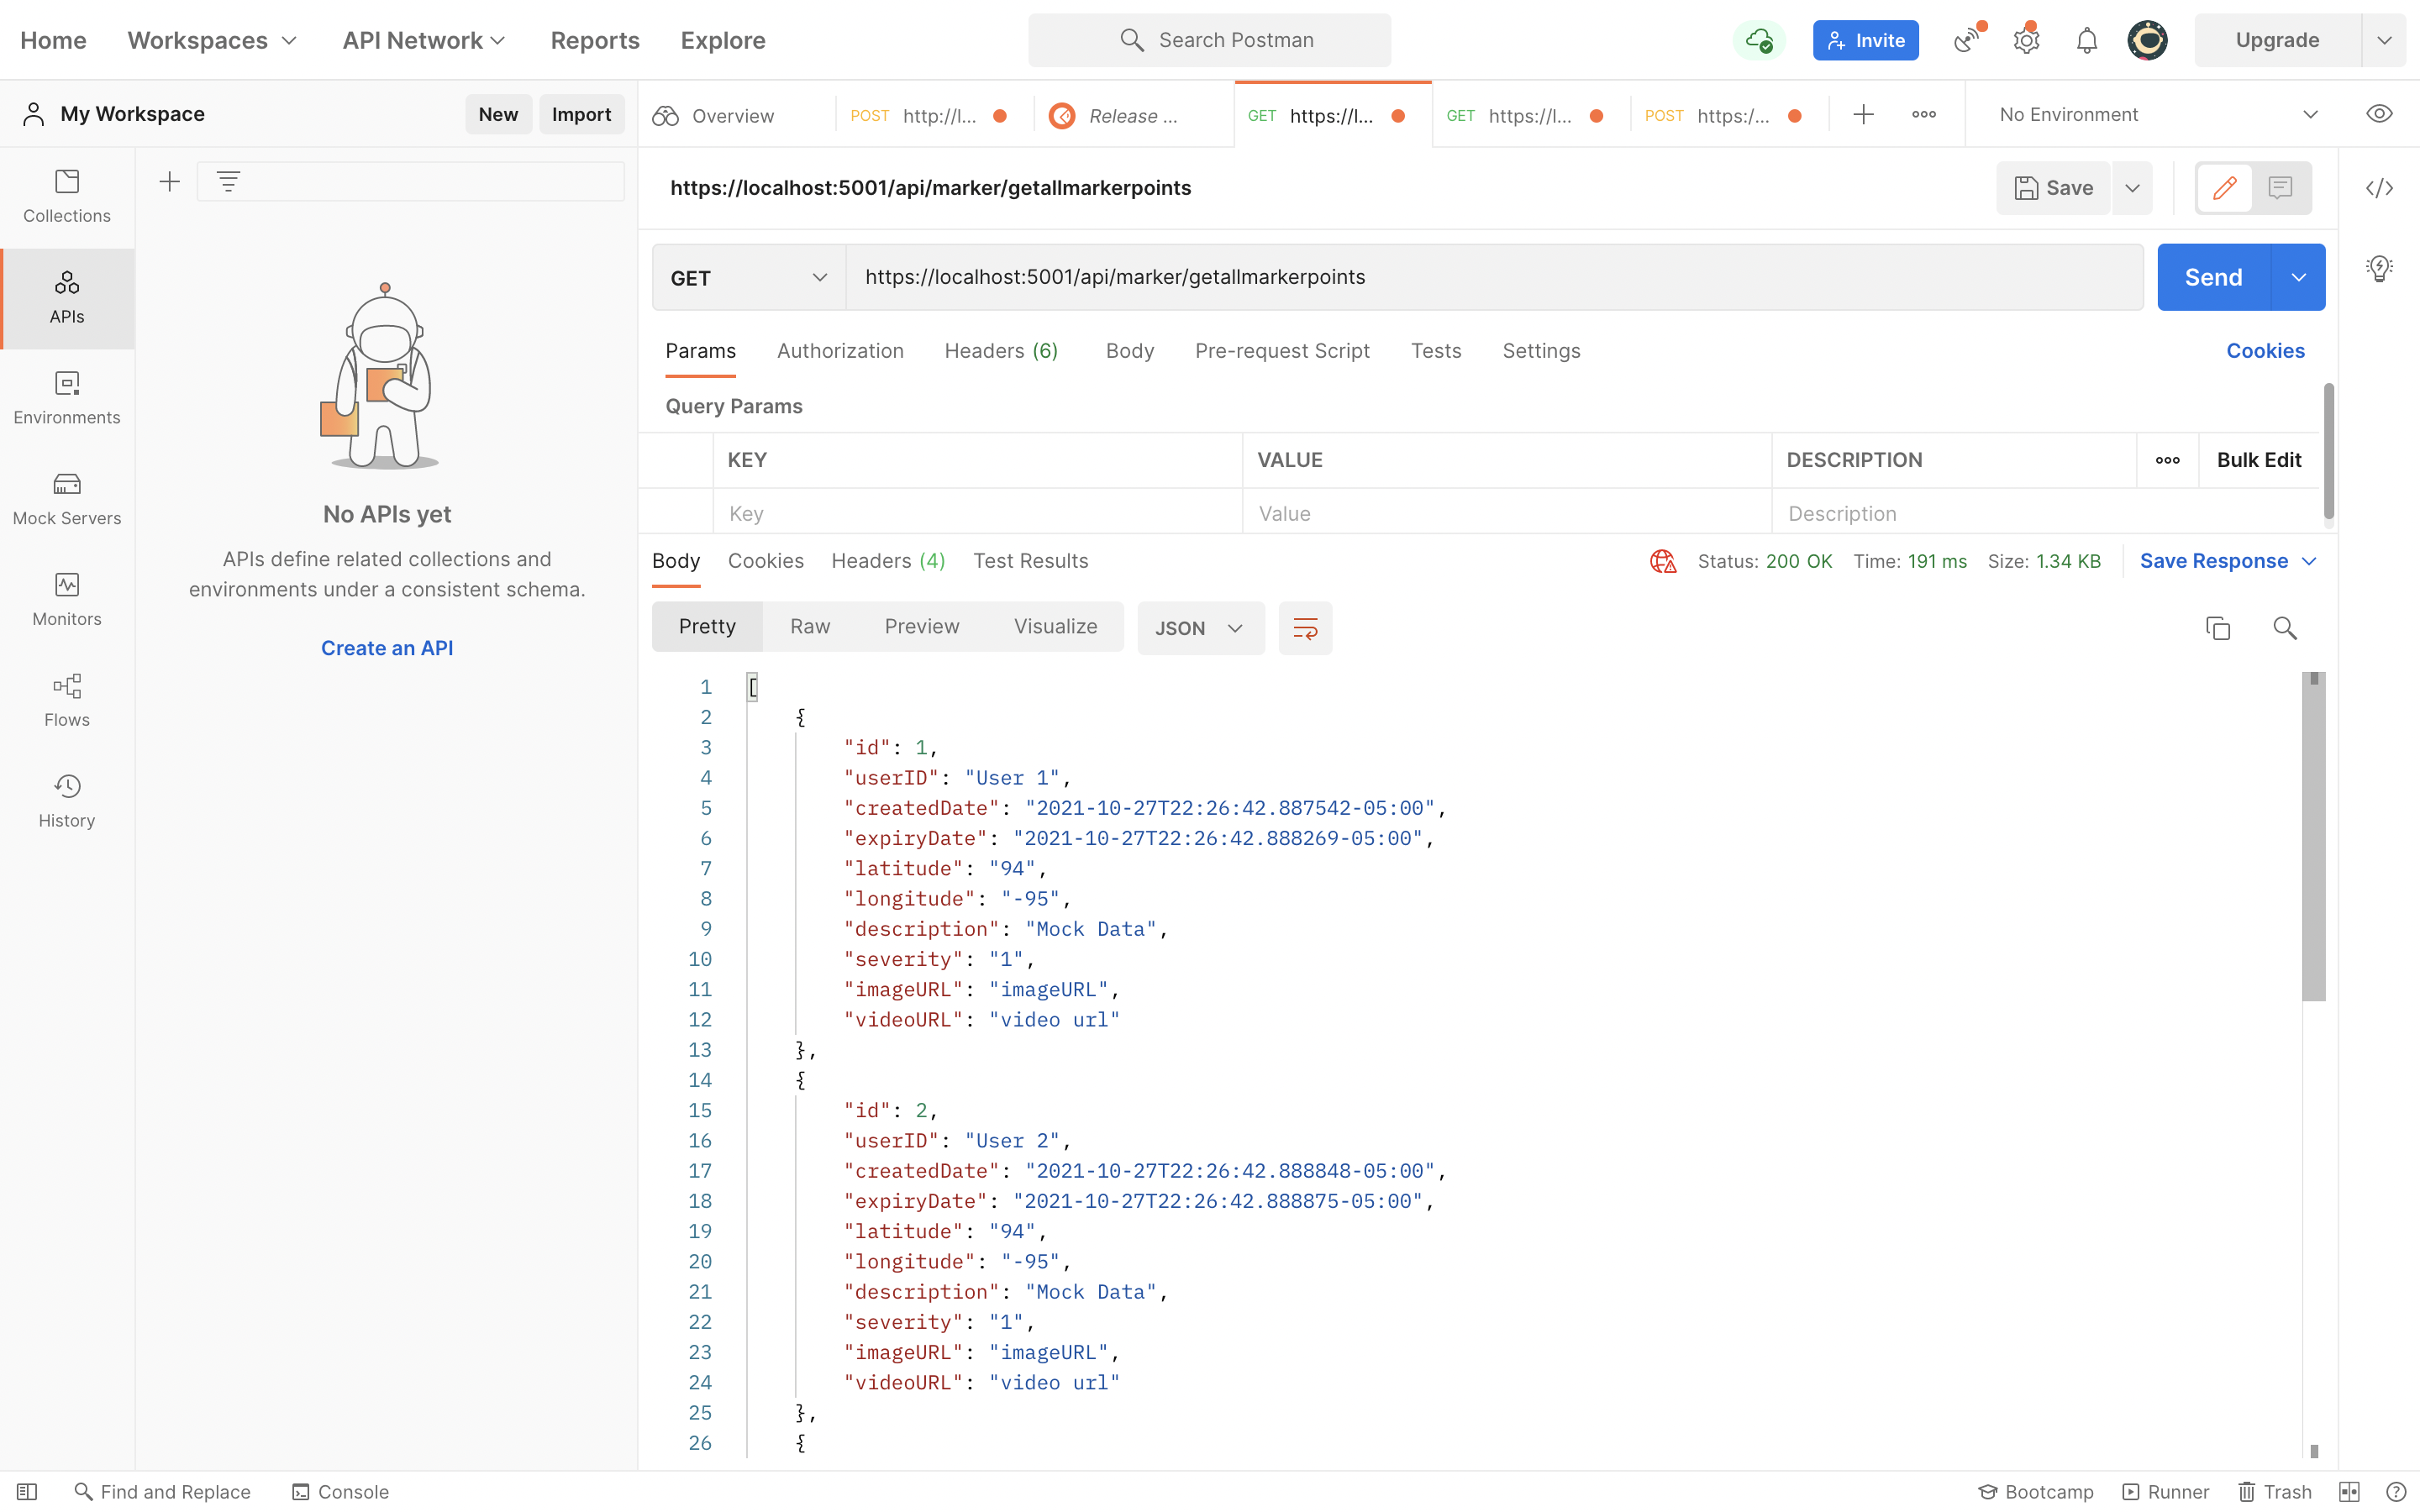 Home Workspaces API Network Reports Explore Search Postman Invite Upgrade
My Workspace New Import Overview POST http://l... Release ... GET https://l... GET https://l... POST https:/... No Environment
https://localhost:5001/api/marker/getallmarkerpoints Save
Collections
APIs
Environments
Mock Servers
Monitors
Flows
History
No APIs yet
APIs define related collections and
environments under a consistent schema.
Create an API
GET https://localhost:5001/api/marker/getallmarkerpoints Send
Params Authorization Headers (6) Body Pre-request Script Tests Settings Cookies
Query Params
KEY VALUE DESCRIPTION Bulk Edit
Key Value Description
Body Cookies Headers (4) Test Results Status: 200 OK Time: 191 ms Size: 1.34 KB Save Response
Pretty Raw Preview Visualize JSON
1 [
2 {
3 "id": 1,
4 "userID": "User 1",
5 "createdDate": "2021-10-27T22:26:42.887542-05:00",
6 "expiryDate": "2021-10-27T22:26:42.888269-05:00",
7 "latitude": "94",
8 "longitude": "-95",
9 "description": "Mock Data",
10 "severity": "1",
11 "imageURL": "imageURL",
12 "videoURL": "video url"
13 },
14 {
15 "id": 2,
16 "userID": "User 2",
17 "createdDate": "2021-10-27T22:26:42.888848-05:00",
18 "expiryDate": "2021-10-27T22:26:42.888875-05:00",
19 "latitude": "94",
20 "longitude": "-95",
21 "description": "Mock Data",
22 "severity": "1",
23 "imageURL": "imageURL",
24 "videoURL": "video url"
25 },
26 {
Find and Replace Console Bootcamp Runner Trash